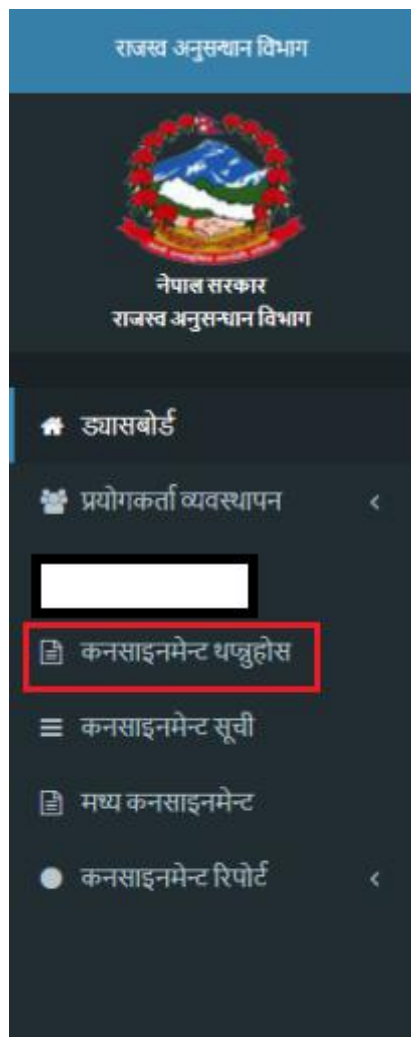 राजस्व अनुसन्धान विभाग
नेपाल सरकार
राजस्व अनुसन्धान विभाग
ड्यासबोर्ड
प्रयोगकर्ता व्यवस्थापन
कनसाइनमेन्ट थप्नुहोस
कनसाइनमेन्ट सूची
मध्य कनसाइनमेन्ट
कनसाइनमेन्ट रिपोर्ट